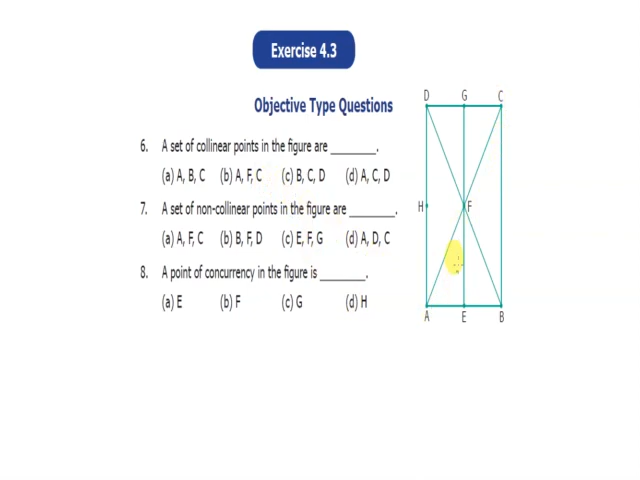 Exercise 4.3
Objective Type Questions
6. A set of collinear points in the figure are ________.
(a) A, B, C (b) A, F, C (c) B, C, D (d) A, C, D
7. A set of non-collinear points in the figure are ________.
(a) A, F, C (b) B, F, D (c) E, F, G (d) A, D, C
8. A point of concurrency in the figure is ________.
(a) E (b) F (c) G (d) H
D G C
H F
A E B